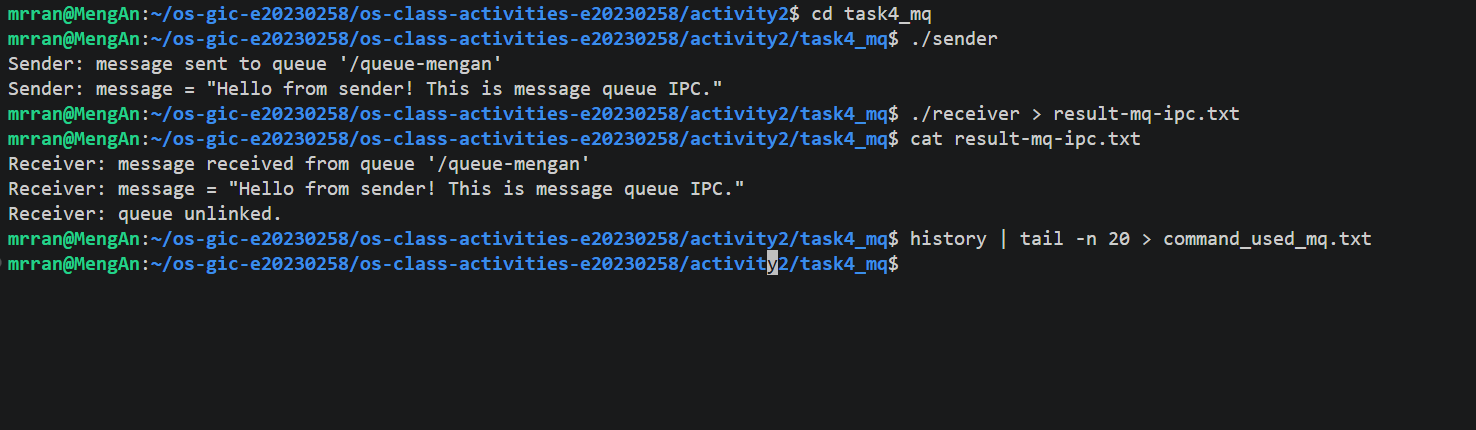 mrran@MengAn:~/os-gic-e20230258/os-class-activities-e20230258/activity2$ cd task4_mq
mrran@MengAn:~/os-gic-e20230258/os-class-activities-e20230258/activity2/task4_mq$ ./sender
Sender: message sent to queue '/queue-mengan'
Sender: message = "Hello from sender! This is message queue IPC."
mrran@MengAn:~/os-gic-e20230258/os-class-activities-e20230258/activity2/task4_mq$ ./receiver > result-mq-ipc.txt
mrran@MengAn:~/os-gic-e20230258/os-class-activities-e20230258/activity2/task4_mq$ cat result-mq-ipc.txt
Receiver: message received from queue '/queue-mengan'
Receiver: message = "Hello from sender! This is message queue IPC."
Receiver: queue unlinked.
mrran@MengAn:~/os-gic-e20230258/os-class-activities-e20230258/activity2/task4_mq$ history | tail -n 20 > command_used_mq.txt
mrran@MengAn:~/os-gic-e20230258/os-class-activities-e20230258/activity2/task4_mq$